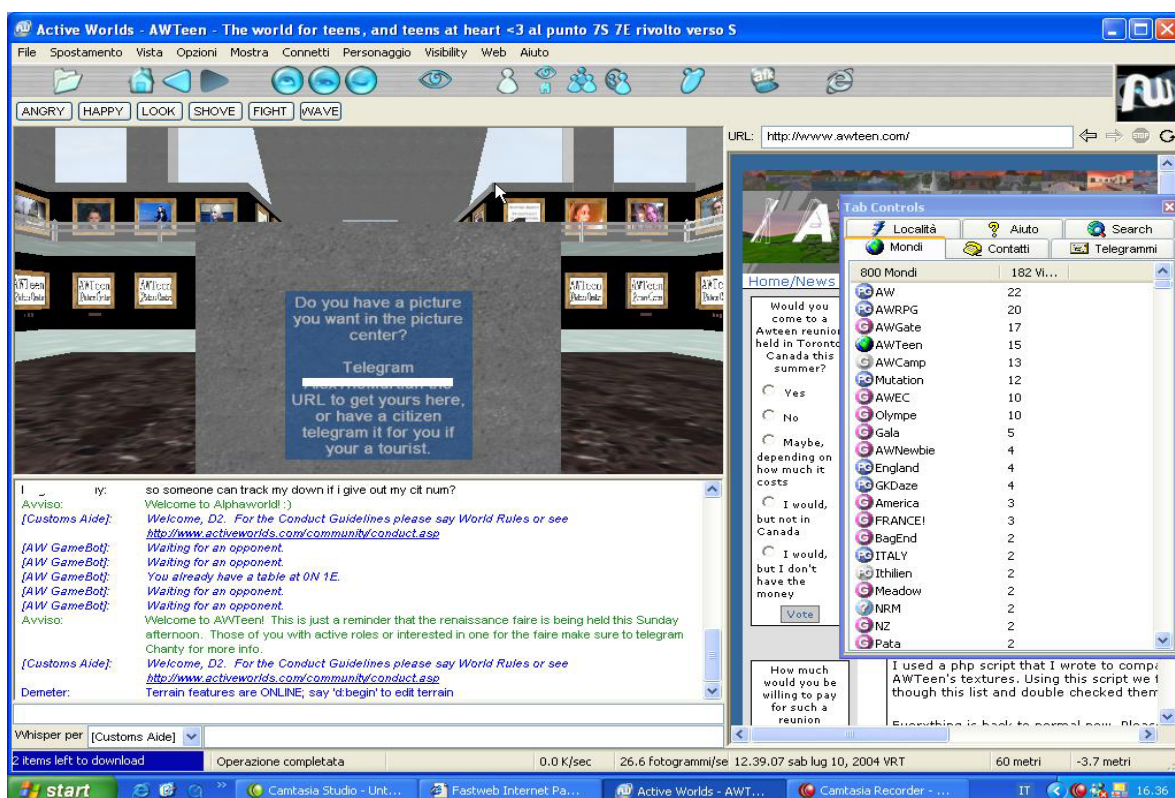 Active Worlds - AWTeen - The world for teens, and teens at heart <3 al punto 7S 7E rivolto verso S
File Spostamento Vista Opzioni Mostra Connetti Personaggio Visibility Web Aiuto
afk
AW
ANGRY HAPPY LOOK SHOVE FIGHT WAVE
URL: http://www.awteen.com/
Do you have a picture
you want in the picture
center?
Telegram
URL to get yours here,
or have a citizen
telegram it for you if
your a tourist.
Home/News
Would you
come to a
Awteen reunion
held in Toronto
Canada this
summer?
Yes
No
Maybe,
depending on
how much it
costs
I would,
but not in
Canada
I would,
but I don't
have the
money
Vote
How much
would you be
willing to pay
for such a
reunion
Tab Controls
Località Aiuto Search
Mondi Contatti Telegrammi
800 Mondi 182 Vi...
AW 22
AWRPG 20
AWGate 17
AWTeen 15
AWCamp 13
Mutation 12
AWEC 10
Olympe 10
Gala 5
AWNewbie 4
England 4
GKDaze 4
America 3
FRANCE! 3
BagEnd 2
ITALY 2
Ithilien 2
Meadow 2
NRM 2
NZ 2
Pata 2
I used a php script that I wrote to compa
AWTeen's textures. Using this script we f
though this list and double checked them
so someone can track my down if i give out my cit num?
Avviso: Welcome to Alphaworld! :)
[Customs Aide]: Welcome, D2. For the Conduct Guidelines please say World Rules or see
http://www.activeworlds.com/community/conduct.asp
[AW GameBot]: Waiting for an opponent.
[AW GameBot]: Waiting for an opponent.
[AW GameBot]: You already have a table at 0N 1E.
[AW GameBot]: Waiting for an opponent.
[AW GameBot]: Waiting for an opponent.
Avviso: Welcome to AWTeen! This is just a reminder that the renaissance faire is being held this Sunday
afternoon. Those of you with active roles or interested in one for the faire make sure to telegram
Chanty for more info.
[Customs Aide]: Welcome, D2. For the Conduct Guidelines please say World Rules or see
http://www.activeworlds.com/community/conduct.asp
Demeter: Terrain features are ONLINE; say 'd:begin' to edit terrain
Whisper per [Customs Aide]
2 items left to download Operazione completata 0.0 K/sec 26.6 fotogrammi/se 12.39.07 sab lug 10, 2004 VRT 60 metri -3.7 metri
start Camtasia Studio - Unt... Fastweb Internet Pa... Active Worlds - AWT... Camtasia Recorder - ... IT 16.36